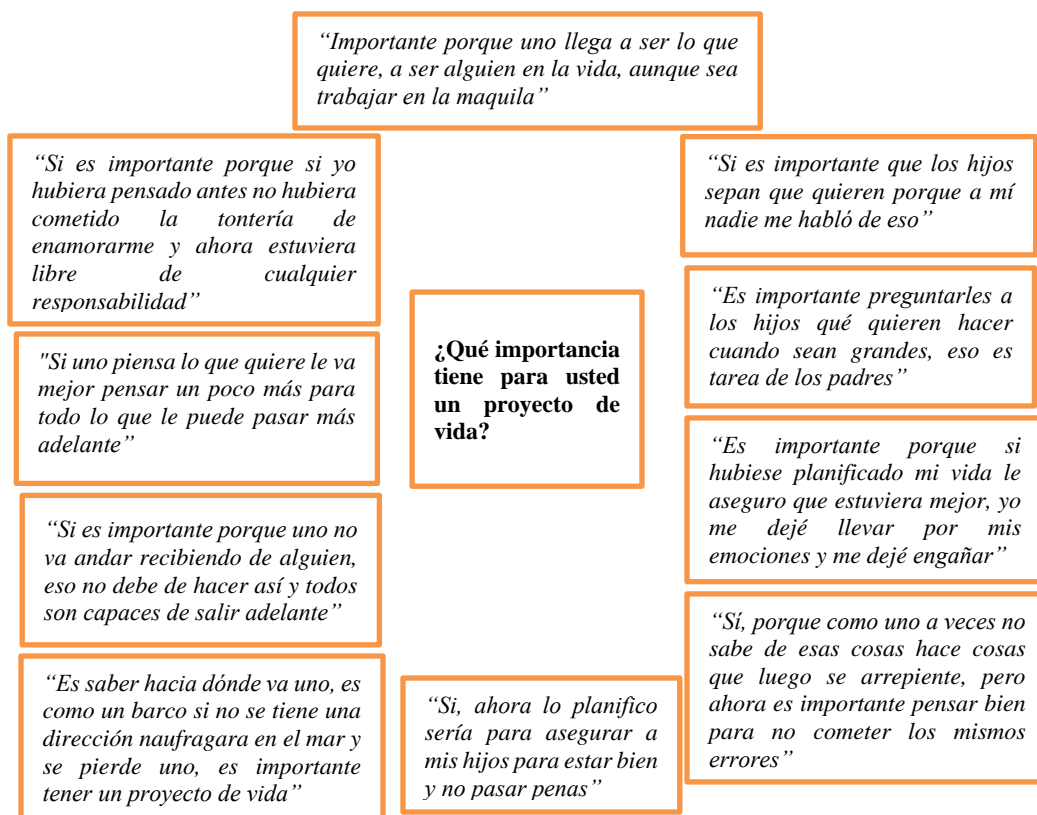 “Importante porque uno llega a ser lo que
quiere, a ser alguien en la vida, aunque sea
trabajar en la maquila”
“Si es importante porque si yo
hubiera pensado antes no hubiera
cometido la tontería de
enamorarme y ahora estuviera
libre de cualquier
responsabilidad”
"Si uno piensa lo que quiere le va
mejor pensar un poco más para
todo lo que le puede pasar más
adelante”
“Si es importante porque uno no
va andar recibiendo de alguien,
eso no debe de hacer así y todos
son capaces de salir adelante”
“Es saber hacia dónde va uno, es
como un barco si no se tiene una
dirección naufragara en el mar y
se pierde uno, es importante
tener un proyecto de vida”
¿Qué importancia
tiene para usted
un proyecto de
vida?
“Si, ahora lo planifico
sería para asegurar a
mis hijos para estar bien
y no pasar penas”
“Si es importante que los hijos
sepan que quieren porque a mí
nadie me habló de eso”
“Es importante preguntarles a
los hijos qué quieren hacer
cuando sean grandes, eso es
tarea de los padres”
“Es importante porque si
hubiese planificado mi vida le
aseguro que estuviera mejor, yo
me dejé llevar por mis
emociones y me dejé engañar”
“Sí, porque como uno a veces no
sabe de esas cosas hace cosas
que luego se arrepiente, pero
ahora es importante pensar bien
para no cometer los mismos
errores”